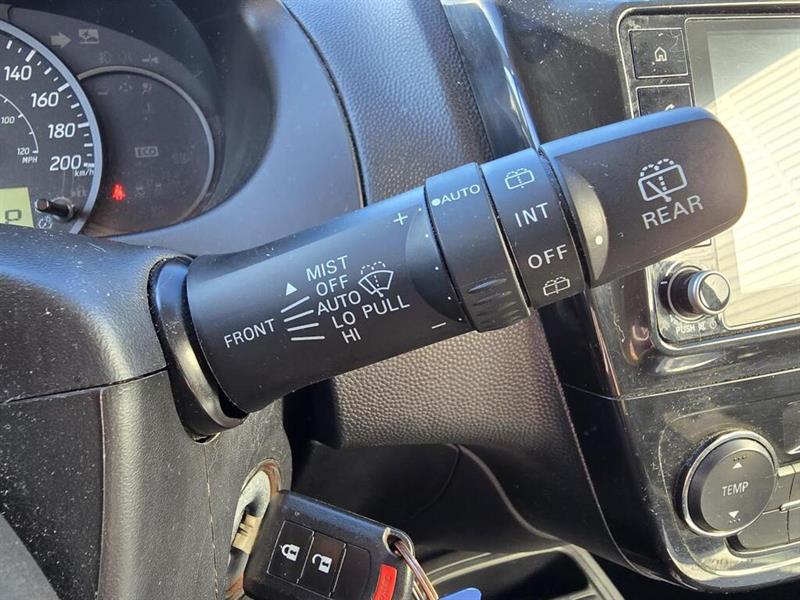 140
160
180
200
km/h
100
120
MPH
ECO
P
FRONT
MIST
OFF
AUTO
LO PULL
HI
+
−
AUTO
INT
OFF
REAR
PUSH
TEMP